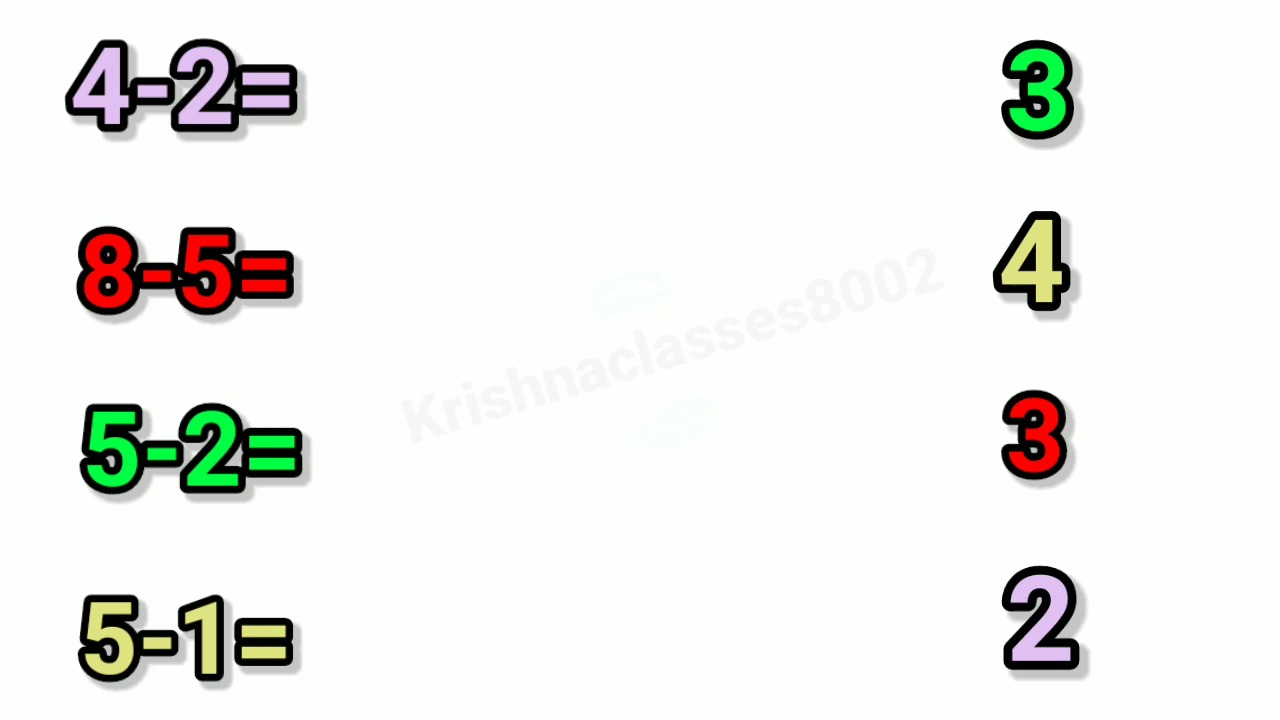 4-2= 3
8-5= 4
Krishnaclasses8002
5-2= 3
5-1= 2